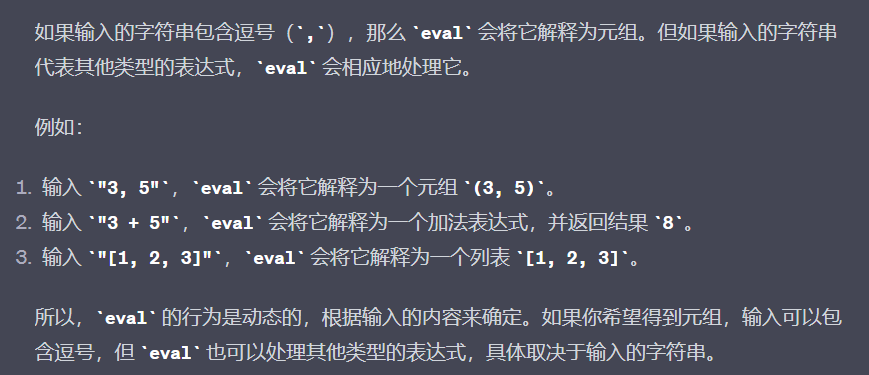 如果输入的字符串包含逗号（`,`），那么 `eval` 会将它解释为元组。但如果输入的字符串
代表其他类型的表达式，`eval` 会相应地处理它。
例如：
1. 输入 `"3, 5"`，`eval` 会将它解释为一个元组 `(3, 5)`。
2. 输入 `"3 + 5"`，`eval` 会将它解释为一个加法表达式，并返回结果 `8`。
3. 输入 `"[1, 2, 3]"`，`eval` 会将它解释为一个列表 `[1, 2, 3]`。
所以，`eval` 的行为是动态的，根据输入的内容来确定。如果你希望得到元组，输入可以包
含逗号，但 `eval` 也可以处理其他类型的表达式，具体取决于输入的字符串。